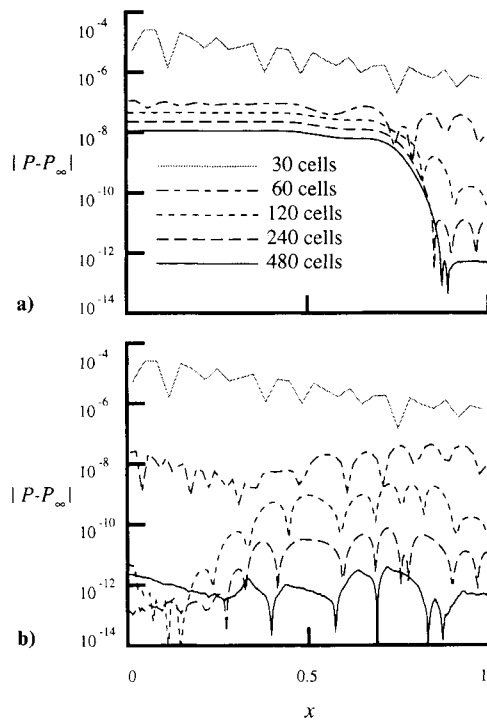 10^-4
10^-6
10^-8
| P-P∞|
10^-10
10^-12
10^-14
30 cells
60 cells
120 cells
240 cells
480 cells
a)
10^-4
10^-6
10^-8
| P-P∞|
10^-10
10^-12
10^-14
b)
0
0.5
1
x